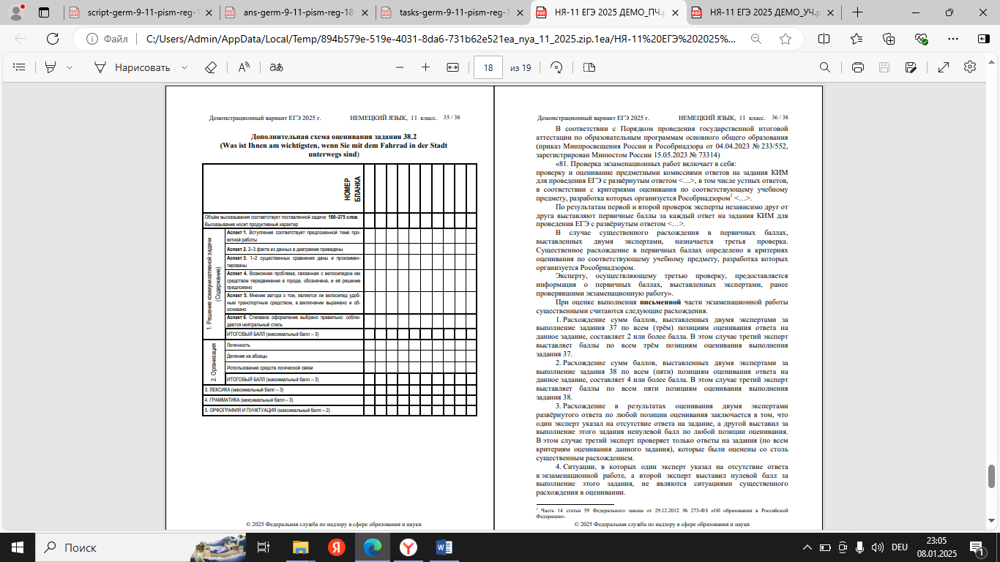 script-germ-9-11-pism-reg-1
ans-germ-9-11-pism-reg-18
tasks-germ-9-11-pism-reg-1
НЯ-11 ЕГЭ 2025 ДЕМО_ПЧ.p
НЯ-11 ЕГЭ 2025 ДЕМО_УЧ.p
Файл
C:/Users/Admin/AppData/Local/Temp/894b579e-519e-4031-8da6-731b62e521ea_nya_11_2025.zip.1ea/НЯ-11%20ЕГЭ%202025%...
Нарисовать
18 из 19
Демонстрационный вариант ЕГЭ 2025 г. НЕМЕЦКИЙ ЯЗЫК, 11 класс. 35 / 38
Дополнительная схема оценивания задания 38.2
(Was ist Ihnen am wichtigsten, wenn Sie mit dem Fahrrad in der Stadt
unterwegs sind)
НОМЕР
БЛАНКА
Объём высказывания соответствует поставленной задаче: 180–275 слов.
Высказывание носит продуктивный характер
1. Решение коммуникативной задачи
(Содержание)
Аспект 1. Вступление соответствует предложенной теме про-
ектной работы
Аспект 2. 2–3 факта из данных в диаграмме приведены
Аспект 3. 1–2 существенных сравнения даны и прокоммен-
тированы
Аспект 4. Возможная проблема, связанная с велосипедом как
средством передвижения в городе, обозначена, и её решение
предложено
Аспект 5. Мнение автора о том, является ли велосипед удоб-
ным транспортным средством, в заключении выражено и об-
основано
Аспект 6. Стилевое оформление выбрано правильно: соблю-
дается нейтральный стиль
ИТОГОВЫЙ БАЛЛ (максимальный балл – 3)
2. Организация
Логичность
Деление на абзацы
Использование средств логической связи
ИТОГОВЫЙ БАЛЛ (максимальный балл – 3)
3. ЛЕКСИКА (максимальный балл – 3)
4. ГРАММАТИКА (максимальный балл – 3)
5. ОРФОГРАФИЯ И ПУНКТУАЦИЯ (максимальный балл – 2)
© 2025 Федеральная служба по надзору в сфере образования и науки
Демонстрационный вариант ЕГЭ 2025 г. НЕМЕЦКИЙ ЯЗЫК, 11 класс. 36 / 38
В соответствии с Порядком проведения государственной итоговой
аттестации по образовательным программам основного общего образования
(приказ Минпросвещения России и Рособрнадзора от 04.04.2023 № 233/552,
зарегистрирован Минюстом России 15.05.2023 № 73314)
«81. Проверка экзаменационных работ включает в себя:
проверку и оценивание предметными комиссиями ответов на задания КИМ
для проведения ЕГЭ с развёрнутым ответом <…>, в том числе устных ответов,
в соответствии с критериями оценивания по соответствующему учебному
предмету, разработка которых организуется Рособрнадзором1 <…>.
По результатам первой и второй проверок эксперты независимо друг от
друга выставляют первичные баллы за каждый ответ на задания КИМ для
проведения ЕГЭ с развёрнутым ответом <…>.
В случае существенного расхождения в первичных баллах,
выставленных двумя экспертами, назначается третья проверка.
Существенное расхождение в первичных баллах определено в критериях
оценивания по соответствующему учебному предмету, разработка которых
организуется Рособрнадзором.
Эксперту, осуществляющему третью проверку, предоставляется
информация о первичных баллах, выставленных экспертами, ранее
проверявшими экзаменационную работу».
При оценке выполнения письменной части экзаменационной работы
существенными считаются следующие расхождения.
1. Расхождение сумм баллов, выставленных двумя экспертами за
выполнение задания 37 по всем (трём) позициям оценивания ответа на
данное задание, составляет 2 или более балла. В этом случае третий эксперт
выставляет баллы по всем трём позициям оценивания выполнения
задания 37.
2. Расхождение сумм баллов, выставленных двумя экспертами за
выполнение задания 38 по всем (пяти) позициям оценивания ответа на
данное задание, составляет 4 или более балла. В этом случае третий эксперт
выставляет баллы по всем пяти позициям оценивания выполнения
задания 38.
3. Расхождение в результатах оценивания двумя экспертами
развёрнутого ответа по любой позиции оценивания заключается в том, что
один эксперт указал на отсутствие ответа на задание, а другой выставил за
выполнение этого задания ненулевой балл по любой позиции оценивания.
В этом случае третий эксперт проверяет только ответы на задания (по всем
критериям оценивания данного задания), которые были оценены со столь
существенным расхождением.
4. Ситуации, в которых один эксперт указал на отсутствие ответа
в экзаменационной работе, а второй эксперт выставил нулевой балл за
выполнение этого задания, не являются ситуациями существенного
расхождения в оценивании.
1 Часть 14 статьи 59 Федерального закона от 29.12.2012 № 273-ФЗ «Об образовании в Российской
Федерации».
© 2025 Федеральная служба по надзору в сфере образования и науки
Поиск
DEU
23:05
08.01.2025
1